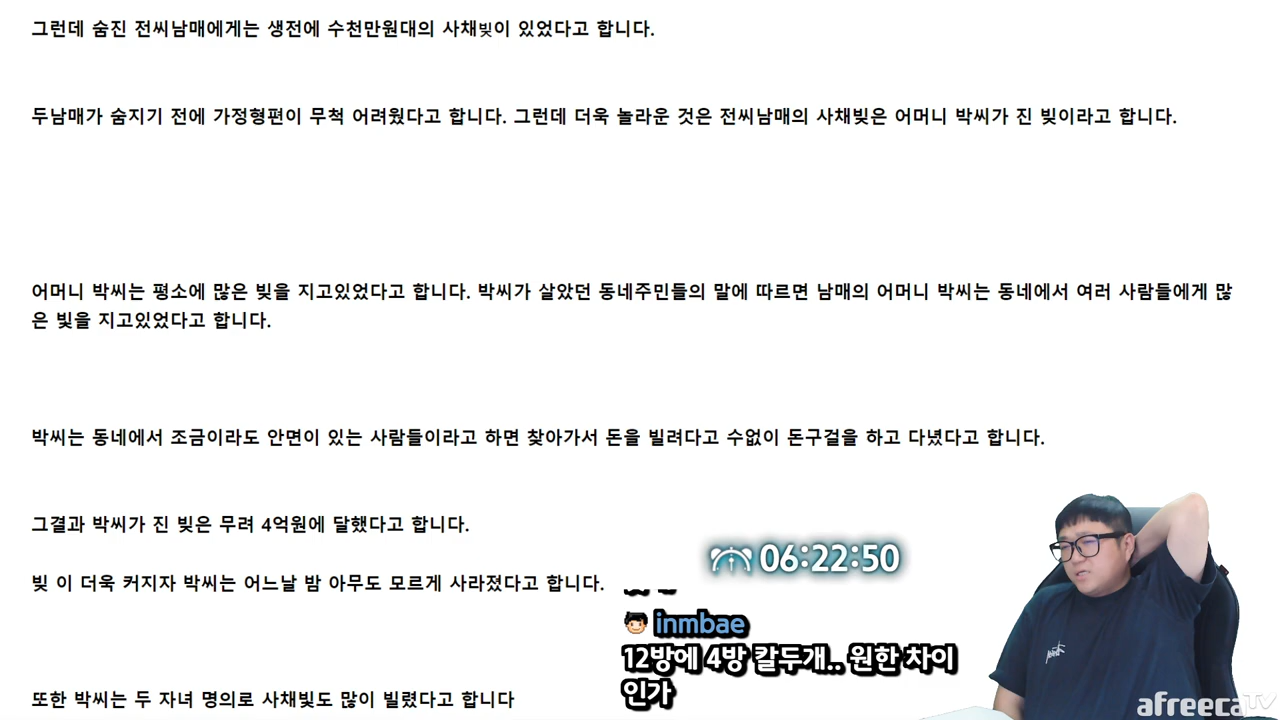 그런데 숨진 전씨남매에게는 생전에 수천만원대의 사채빚이 있었다고 합니다.
두남매가 숨지기 전에 가정형편이 무척 어려웠다고 합니다. 그런데 더욱 놀라운 것은 전씨남매의 사채빚은 어머니 박씨가 진 빚이라고 합니다.
어머니 박씨는 평소에 많은 빚을 지고있었다고 합니다. 박씨가 살았던 동네주민들의 말에 따르면 남매의 어머니 박씨는 동네에서 여러 사람들에게 많
은 빚을 지고있었다고 합니다.
박씨는 동네에서 조금이라도 안면이 있는 사람들이라고 하면 찾아가서 돈을 빌려다고 수없이 돈구걸을 하고 다녔다고 합니다.
그결과 박씨가 진 빚은 무려 4억원에 달했다고 합니다.
06:22:50
빚 이 더욱 커지자 박씨는 어느날 밤 아무도 모르게 사라졌다고 합니다.
inmbae
12방에 4방 칼두개.. 원한 차이
인가
또한 박씨는 두 자녀 명의로 사채빚도 많이 빌렸다고 합니다
afreecaTV